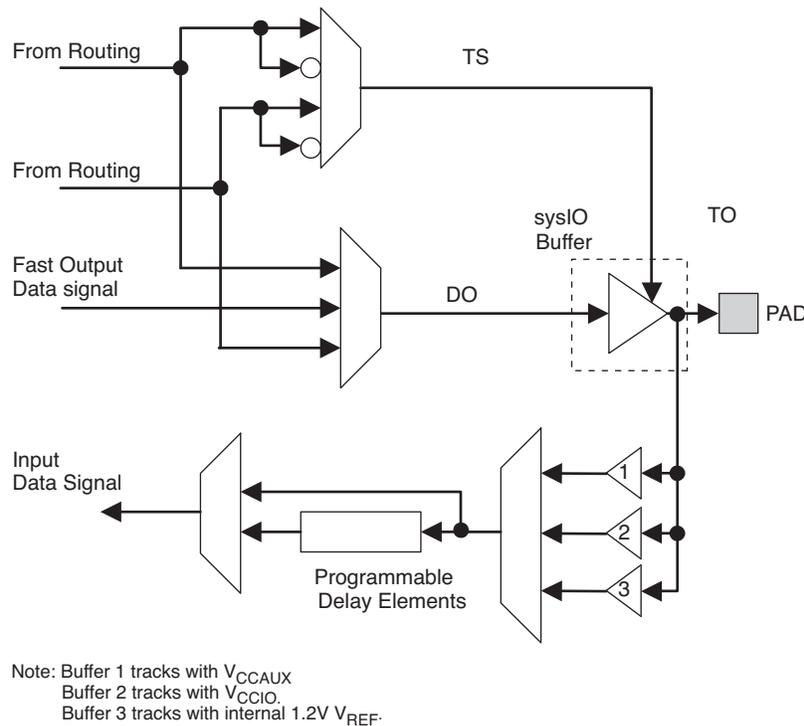 From Routing
TS
From Routing
sysIO
Buffer
TO
Fast Output
Data signal
DO
PAD
Input
Data Signal
1
2
3
Programmable
Delay Elements
Note: Buffer 1 tracks with VCCAUX
Buffer 2 tracks with VCCIO.
Buffer 3 tracks with internal 1.2V VREF.